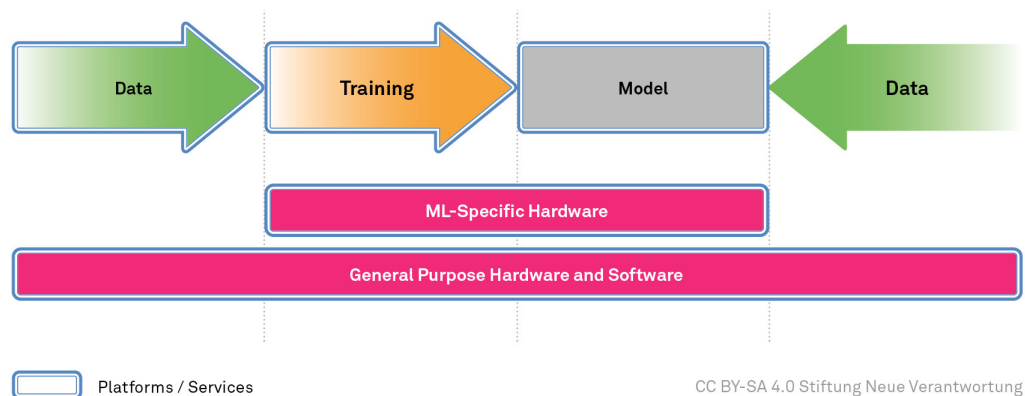 Data
Training
Model
Data
ML-Specific Hardware
General Purpose Hardware and Software
Platforms / Services
CC BY-SA 4.0 Stiftung Neue Verantwortung